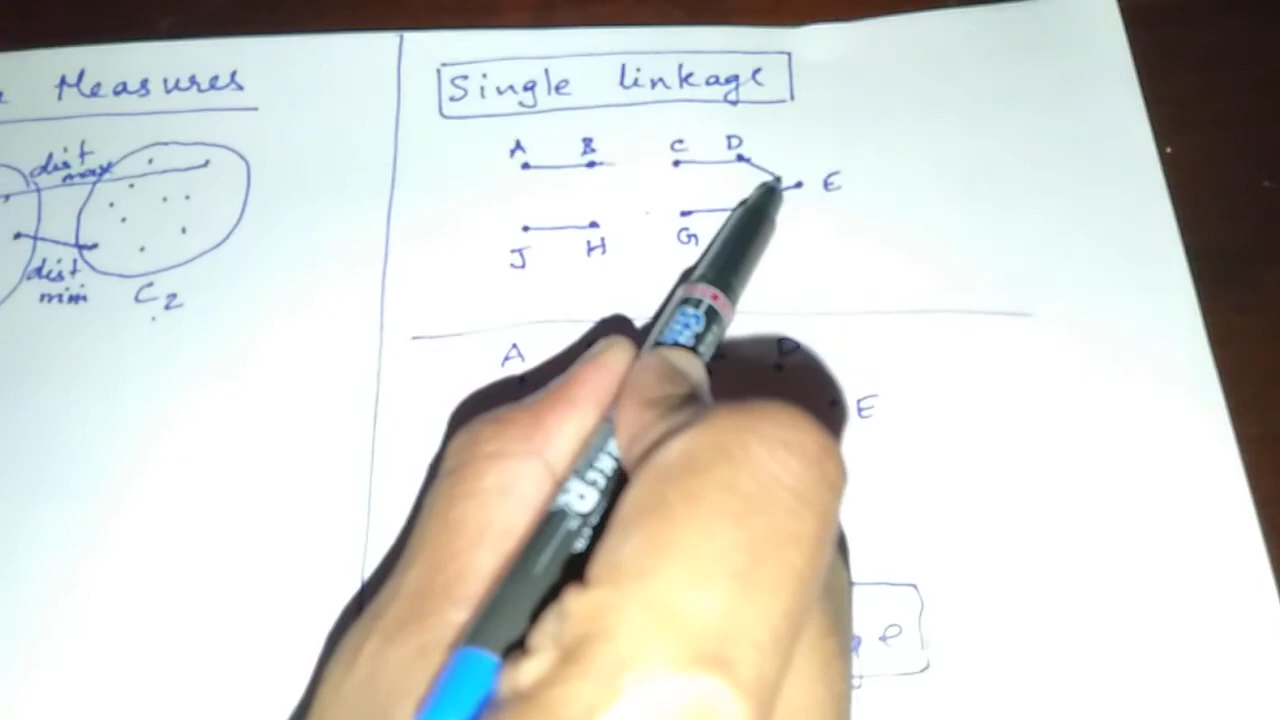 Measures
dist
max
dist
min
C2
Single linkage
A B C D
E
J H G
A D
E